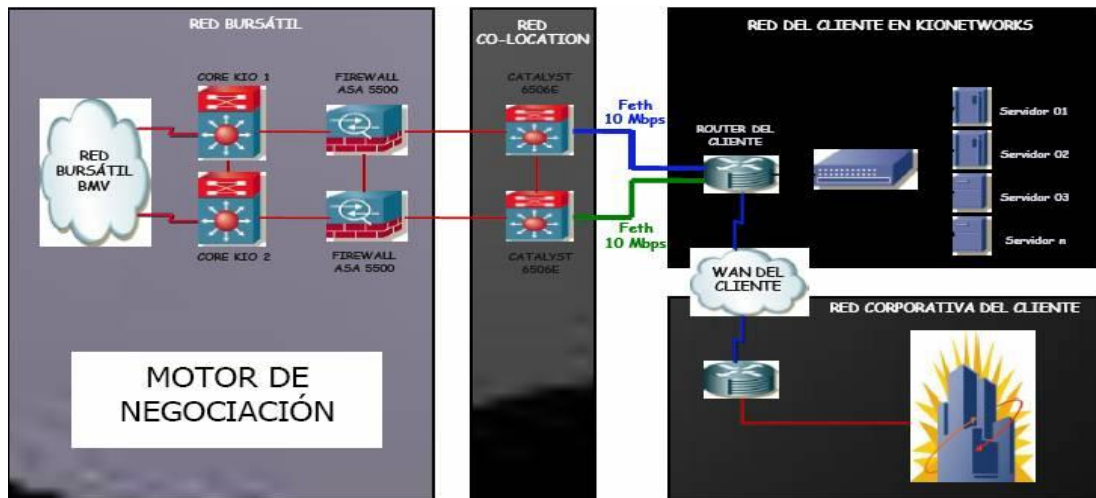 RED BURSÁTIL
RED
CO-LOCATION
RED DEL CLIENTE EN KIONETWORKS
CORE KIO 1
FIREWALL
ASA 5500
CATALYST
6506E
Feth
10 Mbps
ROUTER DEL
CLIENTE
Servidor 01
Servidor 02
Servidor 03
Servidor n
RED
BURSÁTIL
BMV
CORE KIO 2
FIREWALL
ASA 5500
CATALYST
6506E
Feth
10 Mbps
WAN DEL
CLIENTE
RED CORPORATIVA DEL CLIENTE
MOTOR DE
NEGOCIACIÓN